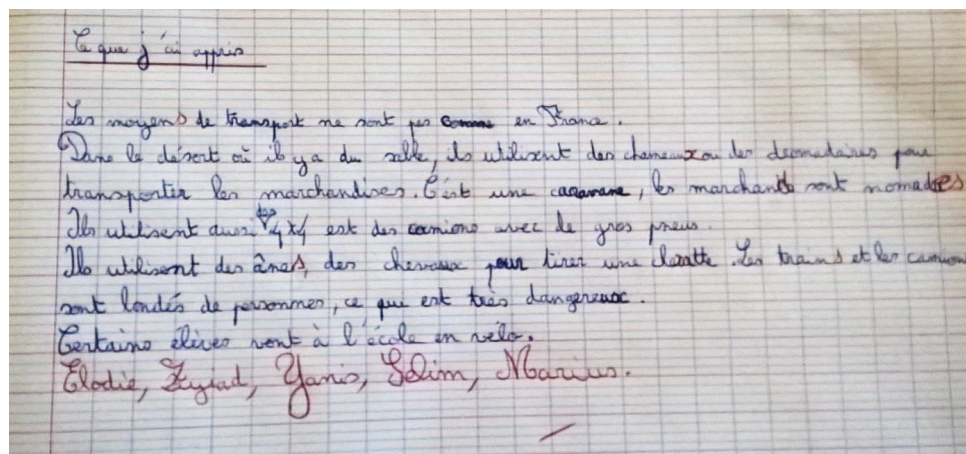 Ce que j'ai appris
Les moyens de transport ne sont pas comme en France.
Dans le désert où il y a du sable, ils utilisent des chameaux ou des dromadaires pour
transporter les marchandises. C'est une caravane, les marchands sont nomades
Ils utilisent aussi des 4x4 est des camions avec de gros pneus.
Ils utilisent des ânes, des chevaux pour tirer une charette. Les trains et les camions
sont bondés de personnes, ce qui est très dangereux.
Certains élèves vont à l'école en vélo.
Elodie, Zyiad, Yanis, Sélim, Marius.